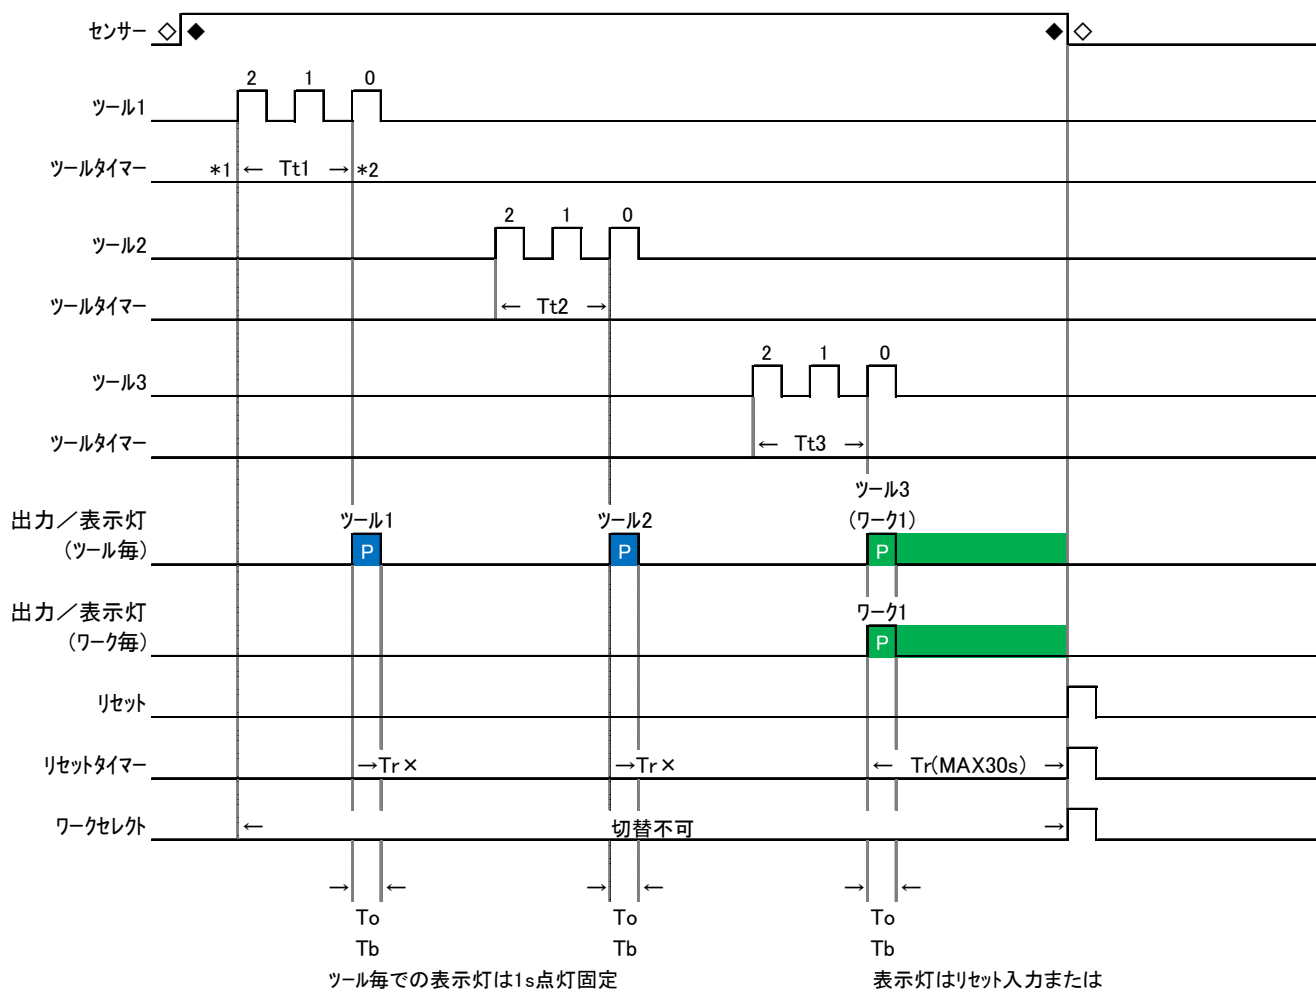 センサー ◇ ◆ ◆ ◇
2 1 0
ツール1
ツールタイマー *1 ← Tt1 → *2
2 1 0
ツール2
ツールタイマー ← Tt2 →
2 1 0
ツール3
ツールタイマー ← Tt3 →
ツール3
出力／表示灯 ツール1 ツール2 (ワーク1)
(ツール毎) P P P
出力／表示灯 ワーク1
(ワーク毎) P
リセット
リセットタイマー →Tr× →Tr× ← Tr(MAX30s) →
ワークセレクト ← 切替不可 →
→ ← → ← → ←
To To To
Tb Tb Tb
ツール毎での表示灯は1s点灯固定 表示灯はリセット入力または